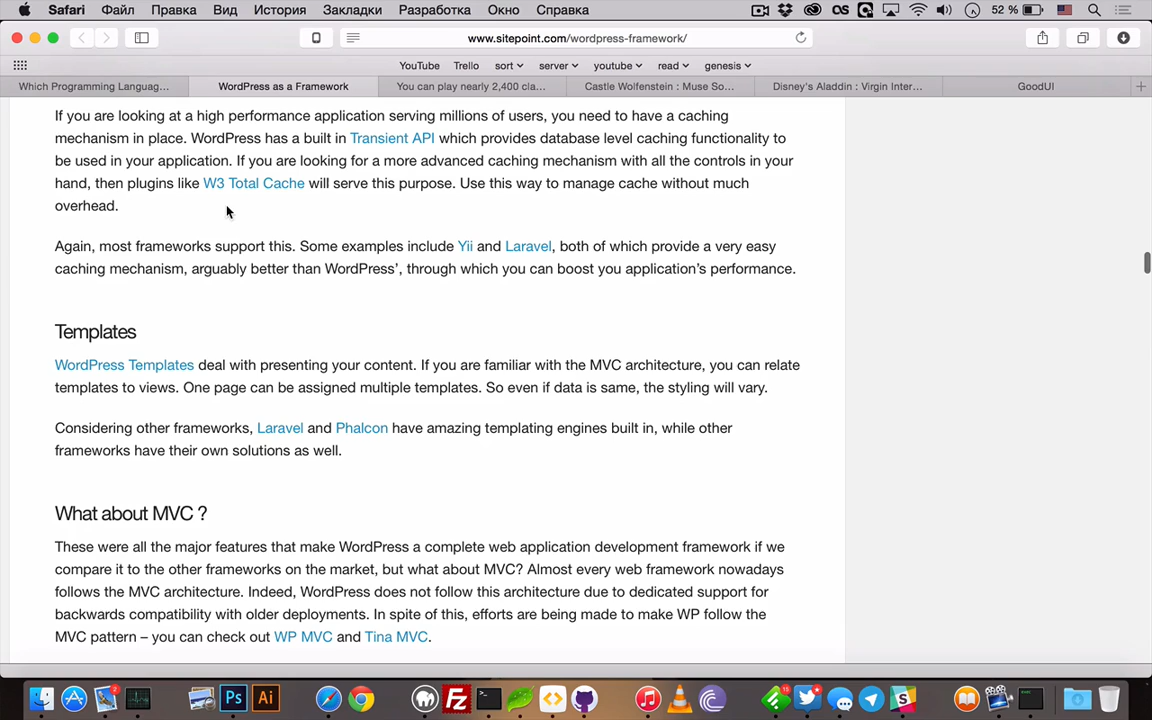 Safari Файл Правка Вид История Закладки Разработка Окно Справка 52 %
www.sitepoint.com/wordpress-framework/
YouTube Trello sort server youtube read genesis
Which Programming Languag... WordPress as a Framework You can play nearly 2,400 cla... Castle Wolfenstein : Muse So... Disney's Aladdin : Virgin Inter... GoodUI
If you are looking at a high performance application serving millions of users, you need to have a caching
mechanism in place. WordPress has a built in Transient API which provides database level caching functionality to
be used in your application. If you are looking for a more advanced caching mechanism with all the controls in your
hand, then plugins like W3 Total Cache will serve this purpose. Use this way to manage cache without much
overhead.
Again, most frameworks support this. Some examples include Yii and Laravel, both of which provide a very easy
caching mechanism, arguably better than WordPress’, through which you can boost you application’s performance.
Templates
WordPress Templates deal with presenting your content. If you are familiar with the MVC architecture, you can relate
templates to views. One page can be assigned multiple templates. So even if data is same, the styling will vary.
Considering other frameworks, Laravel and Phalcon have amazing templating engines built in, while other
frameworks have their own solutions as well.
What about MVC ?
These were all the major features that make WordPress a complete web application development framework if we
compare it to the other frameworks on the market, but what about MVC? Almost every web framework nowadays
follows the MVC architecture. Indeed, WordPress does not follow this architecture due to dedicated support for
backwards compatibility with older deployments. In spite of this, efforts are being made to make WP follow the
MVC pattern – you can check out WP MVC and Tina MVC.
Ps Ai Fz